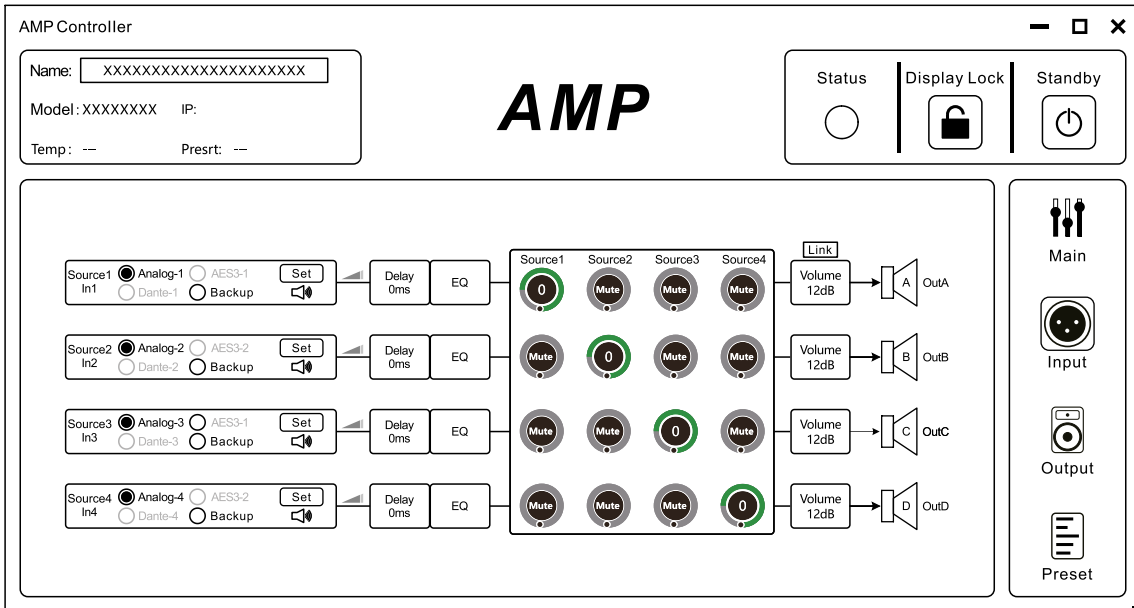 AMP Controller
Name: XXXXXXXXXXXXXXXXXXXXX
Model : XXXXXXXX IP:
Temp : -- Presrt: --
AMP
Status Display Lock Standby
Link
Source1 Source2 Source3 Source4
Source1 Analog-1 AES3-1 Set
In1 Dante-1 Backup
Delay
0ms
EQ
0 Mute Mute Mute
Volume
12dB
A OutA
Source2 Analog-2 AES3-2 Set
In2 Dante-2 Backup
Delay
0ms
EQ
Mute 0 Mute Mute
Volume
12dB
B OutB
Source3 Analog-3 AES3-1 Set
In3 Dante-3 Backup
Delay
0ms
EQ
Mute Mute 0 Mute
Volume
12dB
C OutC
Source4 Analog-4 AES3-2 Set
In4 Dante-4 Backup
Delay
0ms
EQ
Mute Mute Mute 0
Volume
12dB
D OutD
Main
Input
Output
Preset